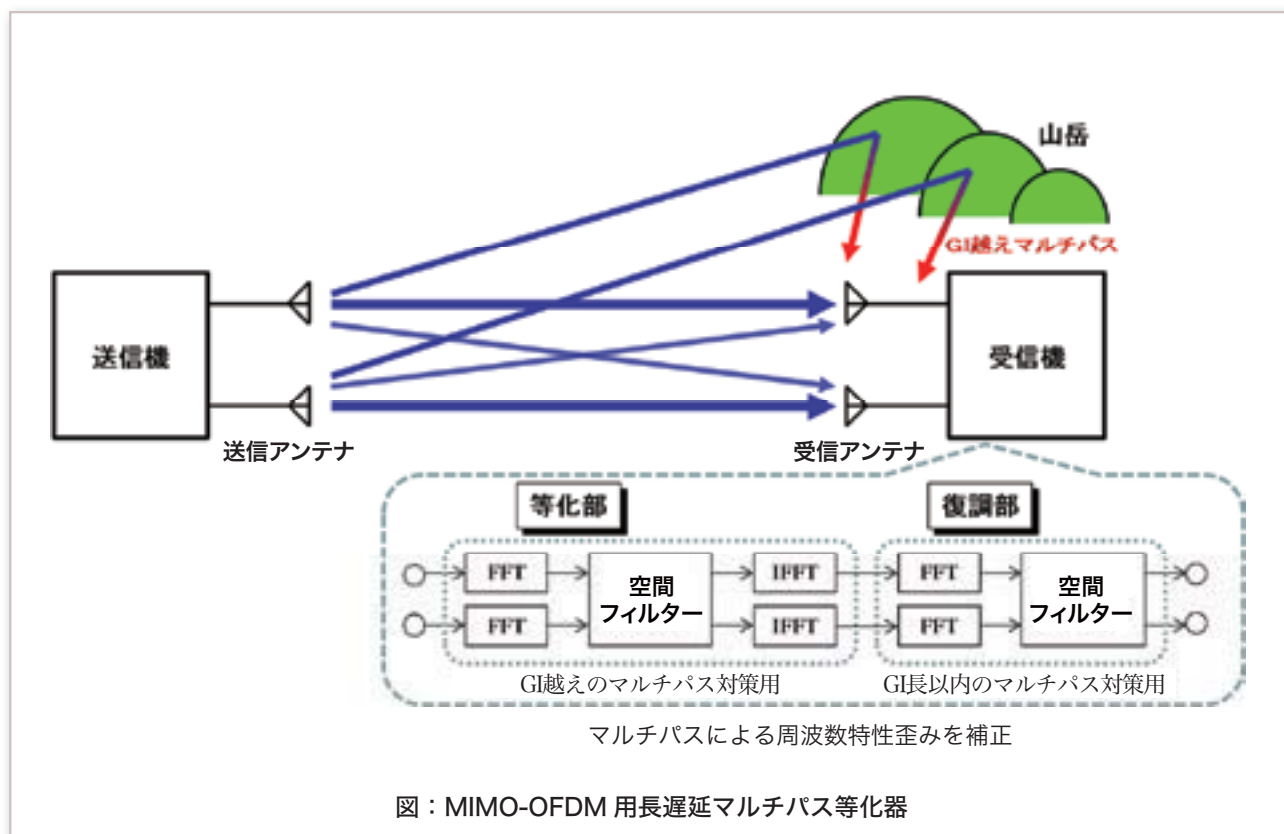 山岳
GI越えマルチパス
送信機
受信機
送信アンテナ
受信アンテナ
等化部
復調部
FFT
空間
フィルター
IFFT
FFT
空間
フィルター
FFT
IFFT
FFT
GI越えのマルチパス対策用
GI長以内のマルチパス対策用
マルチパスによる周波数特性歪みを補正
図：MIMO-OFDM 用長遅延マルチパス等化器